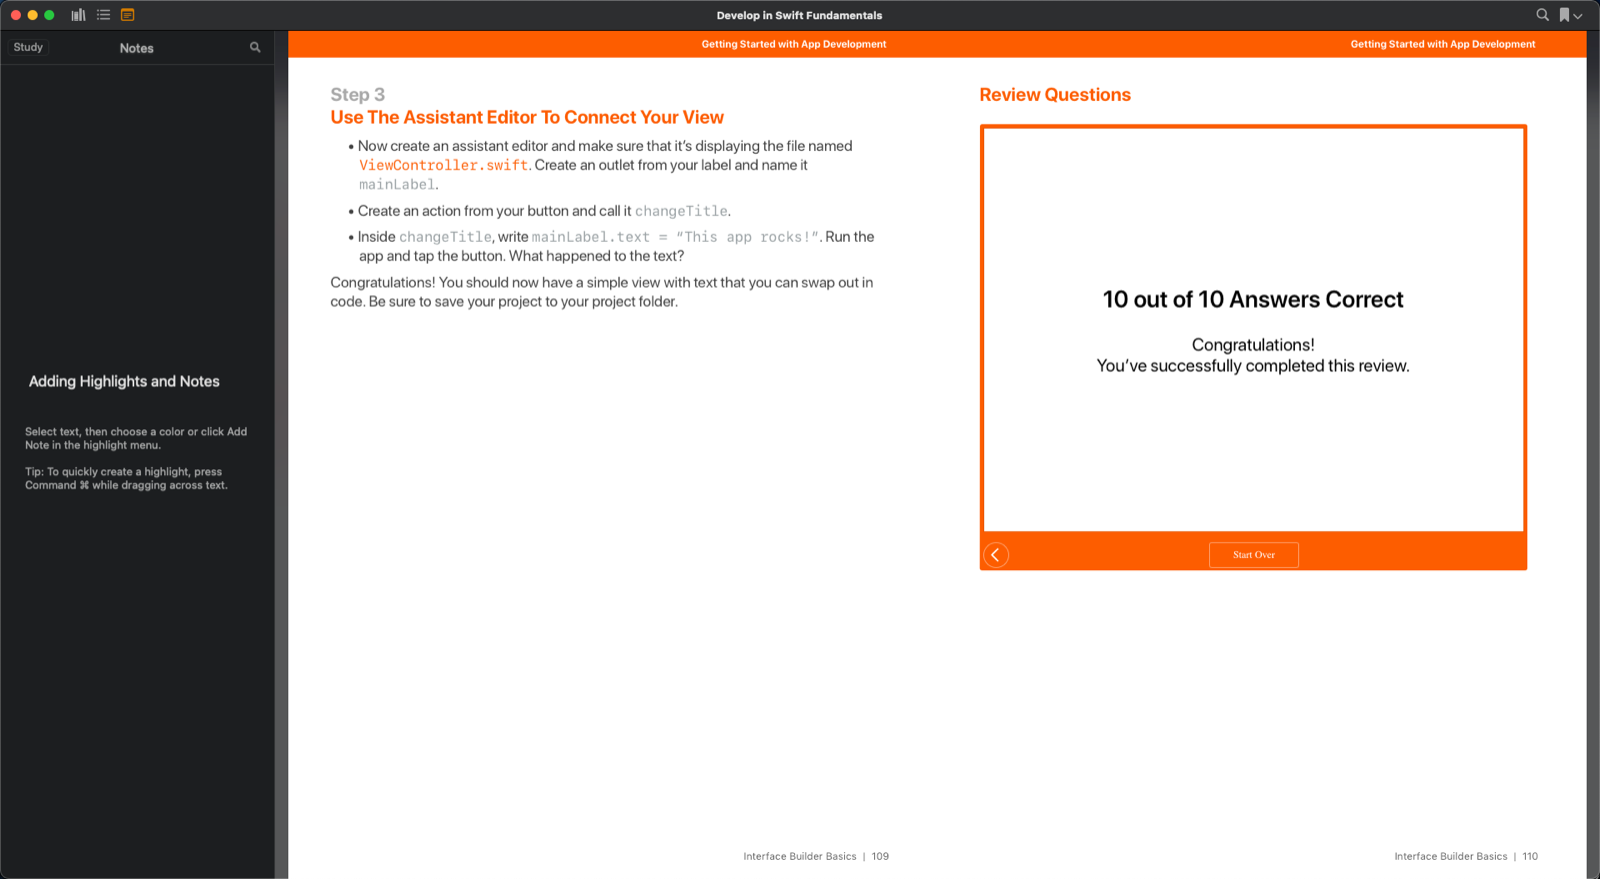 Develop in Swift Fundamentals
Study
Notes
Adding Highlights and Notes
Select text, then choose a color or click Add
Note in the highlight menu.
Tip: To quickly create a highlight, press
Command ⌘ while dragging across text.
Getting Started with App Development
Step 3
Use The Assistant Editor To Connect Your View
• Now create an assistant editor and make sure that it’s displaying the file named
ViewController.swift. Create an outlet from your label and name it
mainLabel.
• Create an action from your button and call it changeTitle.
• Inside changeTitle, write mainLabel.text = “This app rocks!”. Run the
app and tap the button. What happened to the text?
Congratulations! You should now have a simple view with text that you can swap out in
code. Be sure to save your project to your project folder.
Interface Builder Basics | 109
Getting Started with App Development
Review Questions
10 out of 10 Answers Correct
Congratulations!
You’ve successfully completed this review.
Start Over
Interface Builder Basics | 110